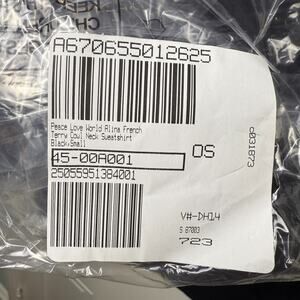 A670655012625
Peace Love World Alina French
Terry Cowl Neck Sweatshirt
Black,Small
45-00A001
OS
25055951384001
c031873
V#-DH14
S 87003
723